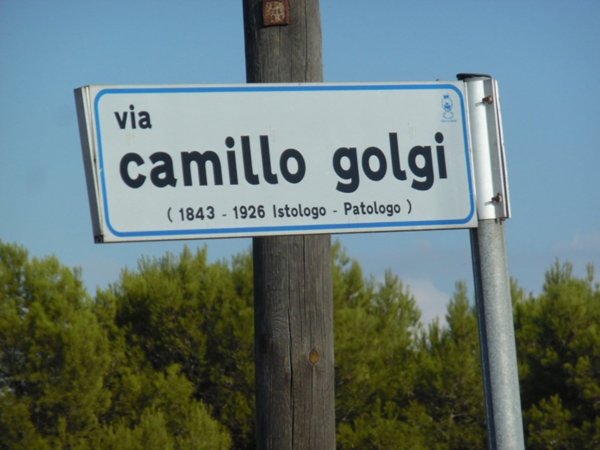 via
camillo golgi
( 1843 - 1926 Istologo - Patologo )